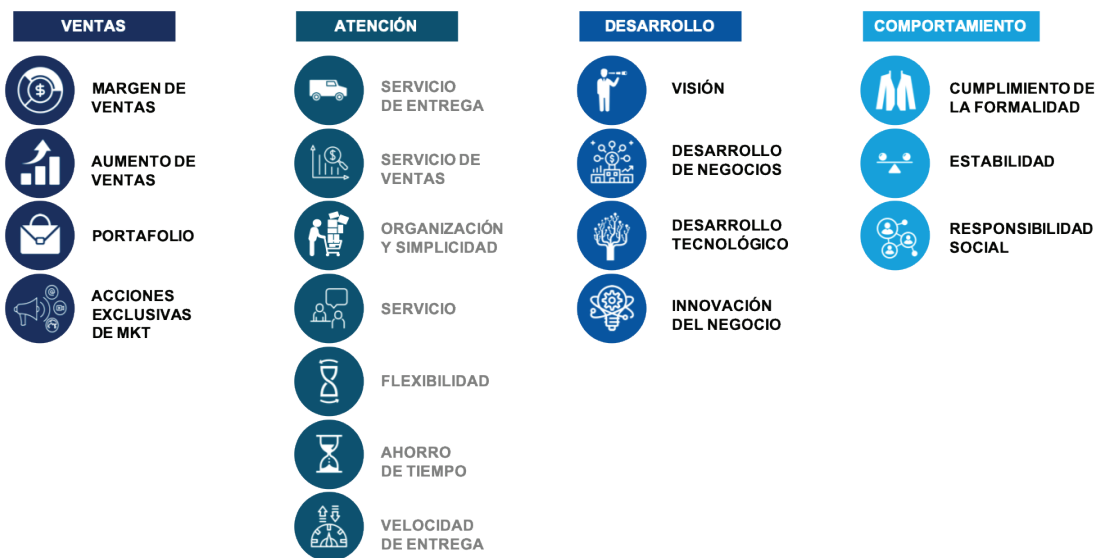 VENTAS
MARGEN DE
VENTAS
AUMENTO DE
VENTAS
PORTAFOLIO
ACCIONES
EXCLUSIVAS
DE MKT
ATENCIÓN
SERVICIO
DE ENTREGA
SERVICIO DE
VENTAS
ORGANIZACIÓN
Y SIMPLICIDAD
SERVICIO
FLEXIBILIDAD
AHORRO
DE TIEMPO
VELOCIDAD
DE ENTREGA
DESARROLLO
VISIÓN
DESARROLLO
DE NEGOCIOS
DESARROLLO
TECNOLÓGICO
INNOVACIÓN
DEL NEGOCIO
COMPORTAMIENTO
CUMPLIMIENTO DE
LA FORMALIDAD
ESTABILIDAD
RESPONSIBILIDAD
SOCIAL